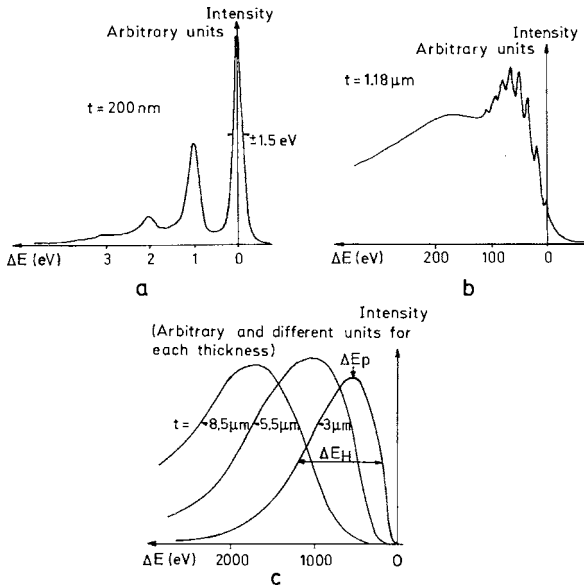 Intensity
Arbitrary units
t = 200 nm
±1.5 eV
ΔE (eV) 3 2 1 0
a
Intensity
Arbitrary units
t = 1.18 μm
ΔE (eV) 200 100 0
b
Intensity
(Arbitrary and different units for
each thickness)
ΔEp
t = 8,5μm 5,5μm 3μm
ΔEH
ΔE (eV) 2000 1000 0
c